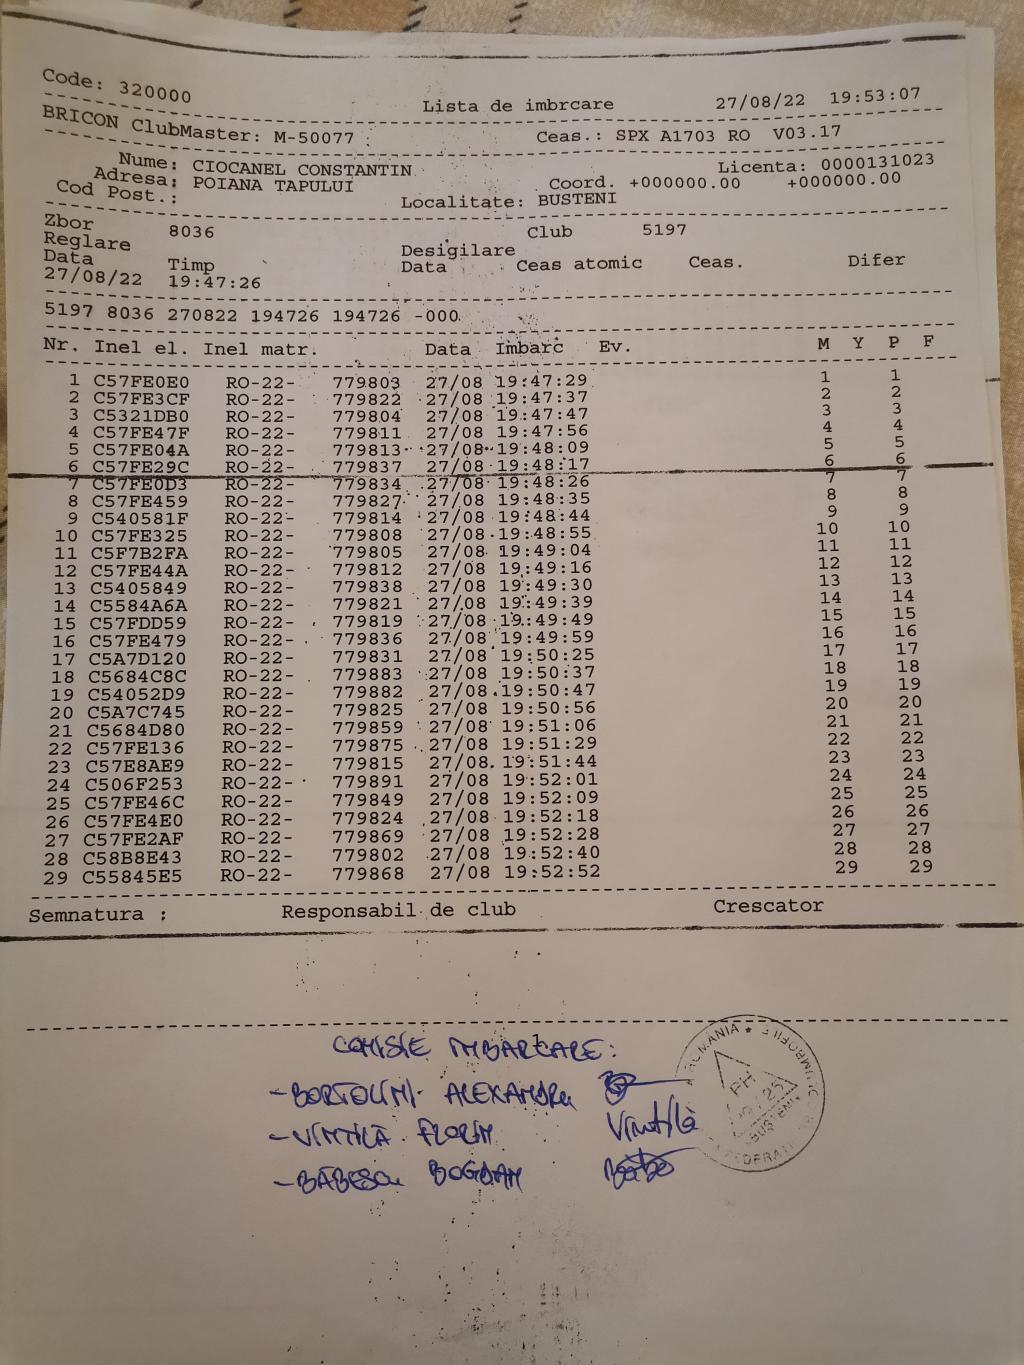 Code: 320000 Lista de imbrcare 27/08/22 19:53:07
BRICON ClubMaster: M-50077 Ceas.: SPX A1703 RO V03.17
Nume: CIOCANEL CONSTANTIN Licenta: 0000131023
Adresa: POIANA TAPULUI Coord. +000000.00 +000000.00
Cod Post.: Localitate: BUSTENI
Zbor 8036 Club 5197
Reglare Desigilare
Data Timp Data Ceas atomic Ceas. Difer
27/08/22 19:47:26
5197 8036 270822 194726 194726 -000
Nr. Inel el. Inel matr. Data Imbarc Ev. M Y P F
1 C57FE0E0 RO-22- 779803 27/08 19:47:29 1 1
2 C57FE3CF RO-22- 779822 27/08 19:47:37 2 2
3 C5321DB0 RO-22- 779804 27/08 19:47:47 3 3
4 C57FE47F RO-22- 779811 27/08 19:47:56 4 4
5 C57FE04A RO-22- 779813 27/08 19:48:09 5 5
6 C57FE29C RO-22- 779837 27/08 19:48:17 6 6
7 C57FE0D3 RO-22- 779834 27/08 19:48:26 7 7
8 C57FE459 RO-22- 779827 27/08 19:48:35 8 8
9 C540581F RO-22- 779814 27/08 19:48:44 9 9
10 C57FE325 RO-22- 779808 27/08 19:48:55 10 10
11 C5F7B2FA RO-22- 779805 27/08 19:49:04 11 11
12 C57FE44A RO-22- 779812 27/08 19:49:16 12 12
13 C5405849 RO-22- 779838 27/08 19:49:30 13 13
14 C5584A6A RO-22- 779821 27/08 19:49:39 14 14
15 C57FDD59 RO-22- 779819 27/08 19:49:49 15 15
16 C57FE479 RO-22- 779836 27/08 19:49:59 16 16
17 C5A7D120 RO-22- 779831 27/08 19:50:25 17 17
18 C5684C8C RO-22- 779883 27/08 19:50:37 18 18
19 C54052D9 RO-22- 779882 27/08 19:50:47 19 19
20 C5A7C745 RO-22- 779825 27/08 19:50:56 20 20
21 C5684D80 RO-22- 779859 27/08 19:51:06 21 21
22 C57FE136 RO-22- 779875 27/08 19:51:29 22 22
23 C57E8AE9 RO-22- 779815 27/08 19:51:44 23 23
24 C506F253 RO-22- 779891 27/08 19:52:01 24 24
25 C57FE46C RO-22- 779849 27/08 19:52:09 25 25
26 C57FE4E0 RO-22- 779824 27/08 19:52:18 26 26
27 C57FE2AF RO-22- 779869 27/08 19:52:28 27 27
28 C58B8E43 RO-22- 779802 27/08 19:52:40 28 28
29 C55845E5 RO-22- 779868 27/08 19:52:52 29 29
Semnatura : Responsabil de club Crescator
COMISIE IMBARCARE:
-BORTOLINI ALEXANDRU
-VINTILĂ FLORIN Vintilă
-BĂBESCU BOGDAN
ROMÂNIA
PH
BUȘTENI